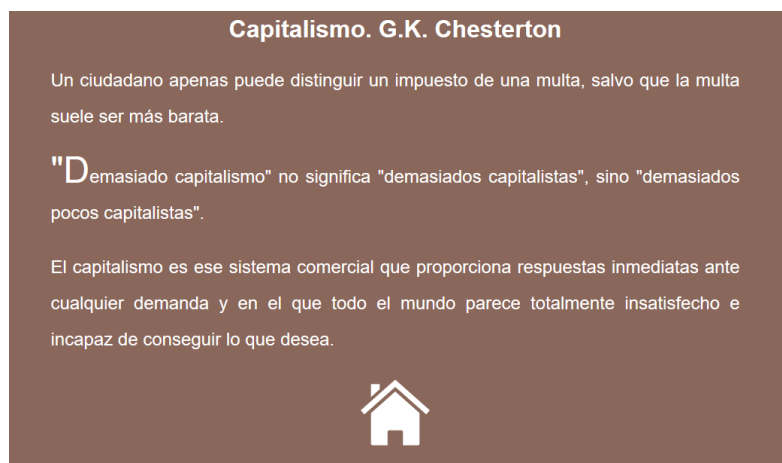 Capitalismo. G.K. Chesterton
Un ciudadano apenas puede distinguir un impuesto de una multa, salvo que la multa
suele ser más barata.
"Demasiado capitalismo" no significa "demasiados capitalistas", sino "demasiados
pocos capitalistas".
El capitalismo es ese sistema comercial que proporciona respuestas inmediatas ante
cualquier demanda y en el que todo el mundo parece totalmente insatisfecho e
incapaz de conseguir lo que desea.